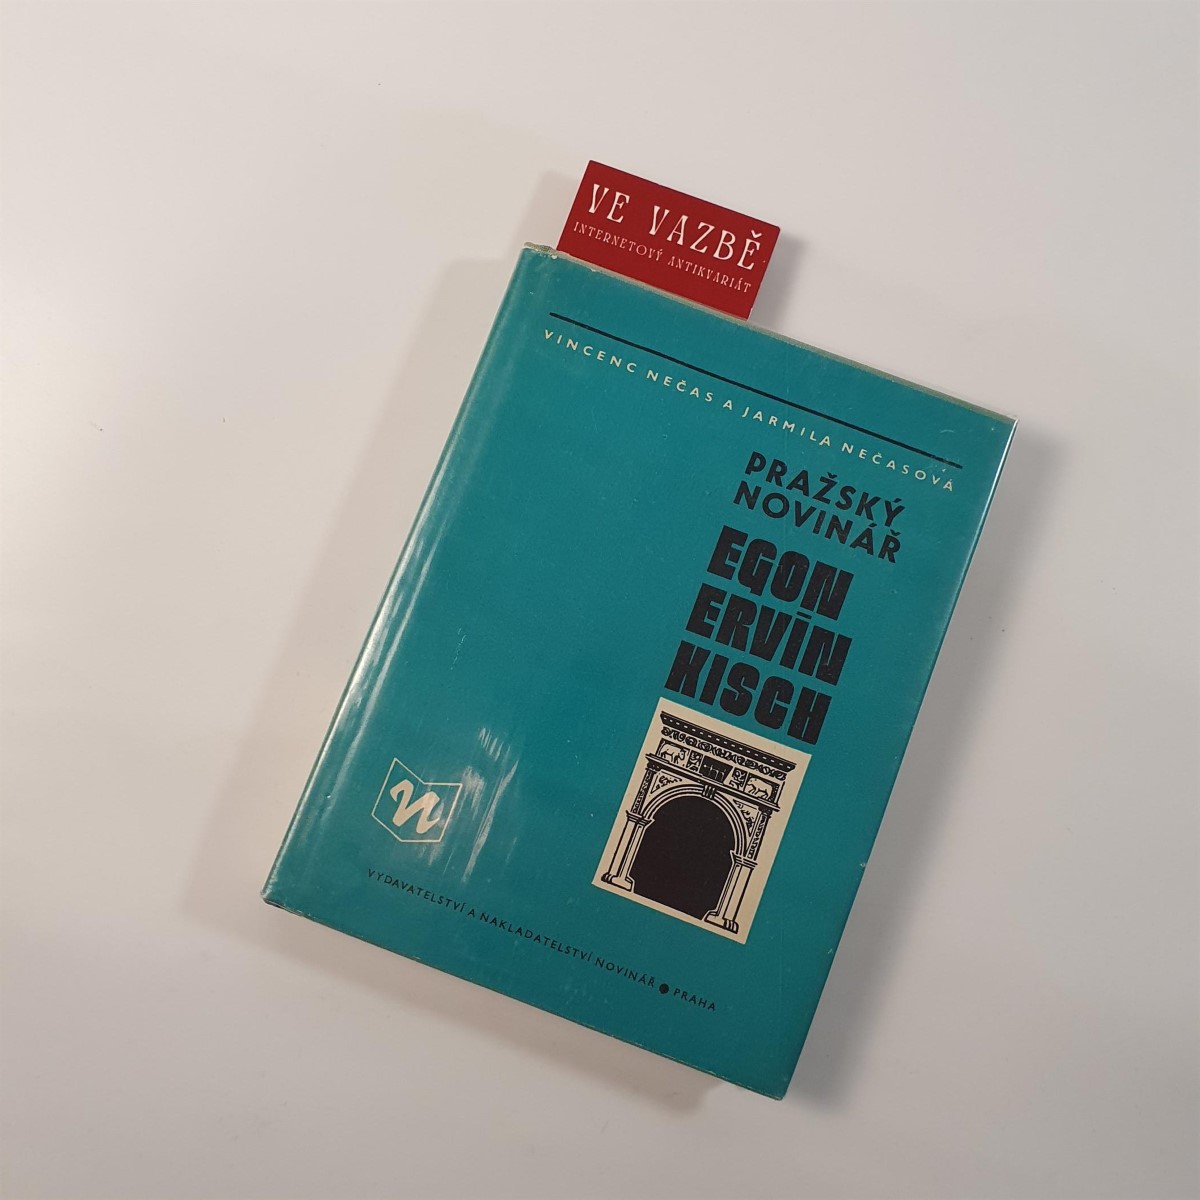 VE VAZBĚ
INTERNETOVÝ ANTIKVARIÁT
VINCENC NEČAS A JARMILA NEČASOVÁ
PRAŽSKÝ
NOVINÁŘ
EGON
ERVÍN
KISCH
n
VYDAVATELSTVÍ A NAKLADATELSTVÍ NOVINÁŘ ● PRAHA